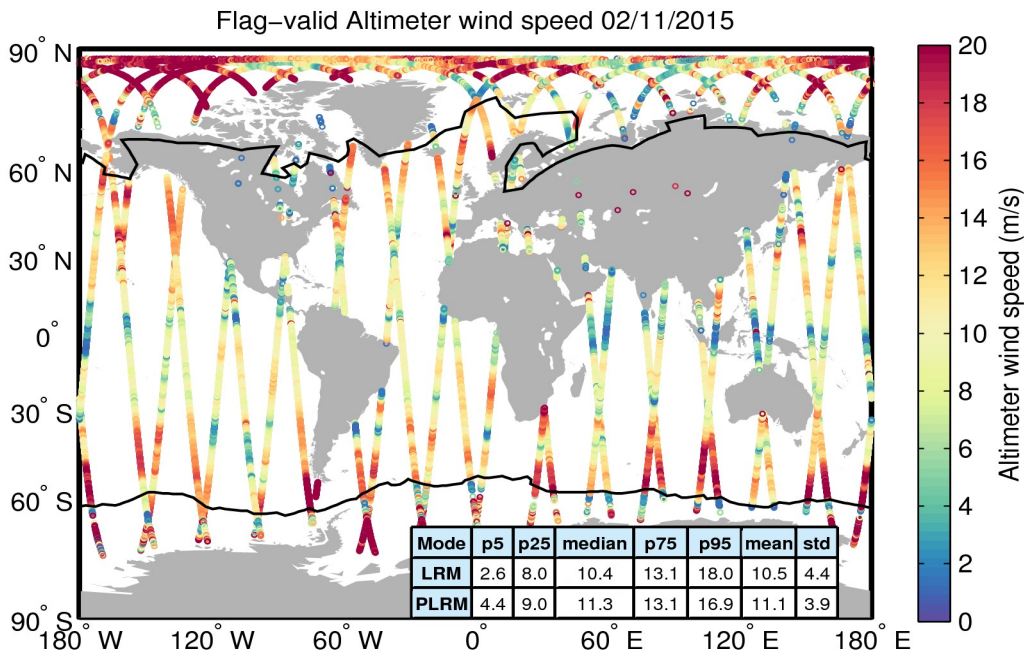 Flag−valid Altimeter wind speed 02/11/2015
90° N
60° N
30° N
0°
30° S
60° S
90° S
180° W
120° W
60° W
0°
60° E
120° E
180° E
Mode p5 p25 median p75 p95 mean std
LRM 2.6 8.0 10.4 13.1 18.0 10.5 4.4
PLRM 4.4 9.0 11.3 13.1 16.9 11.1 3.9
20
18
16
14
12
10
8
6
4
2
0
Altimeter wind speed (m/s)